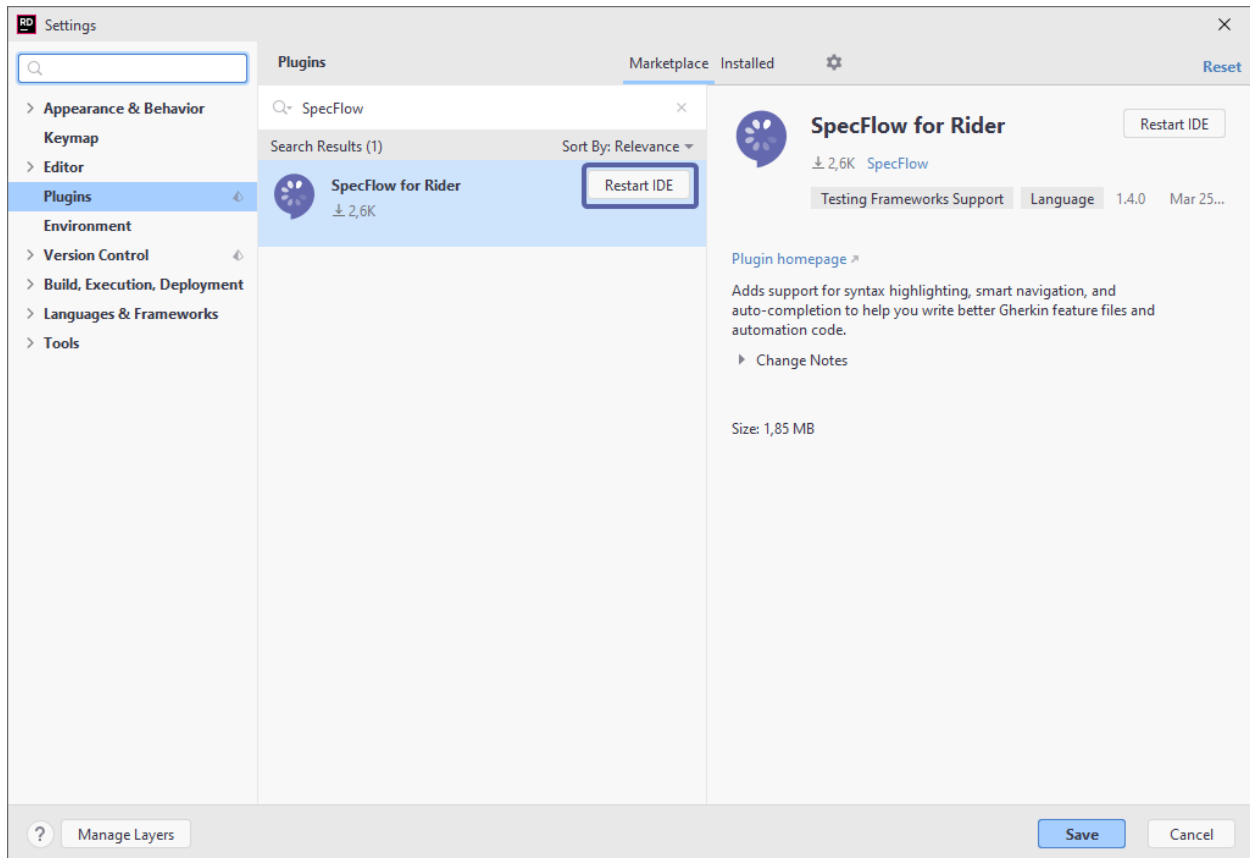 RD Settings
Plugins
Marketplace Installed
Reset
Appearance & Behavior
Keymap
Editor
Plugins
Environment
Version Control
Build, Execution, Deployment
Languages & Frameworks
Tools
SpecFlow
Search Results (1) Sort By: Relevance
SpecFlow for Rider
2,6K
Restart IDE
SpecFlow for Rider
Restart IDE
2,6K SpecFlow
Testing Frameworks Support Language 1.4.0 Mar 25...
Plugin homepage
Adds support for syntax highlighting, smart navigation, and
auto-completion to help you write better Gherkin feature files and
automation code.
Change Notes
Size: 1,85 MB
? Manage Layers
Save Cancel